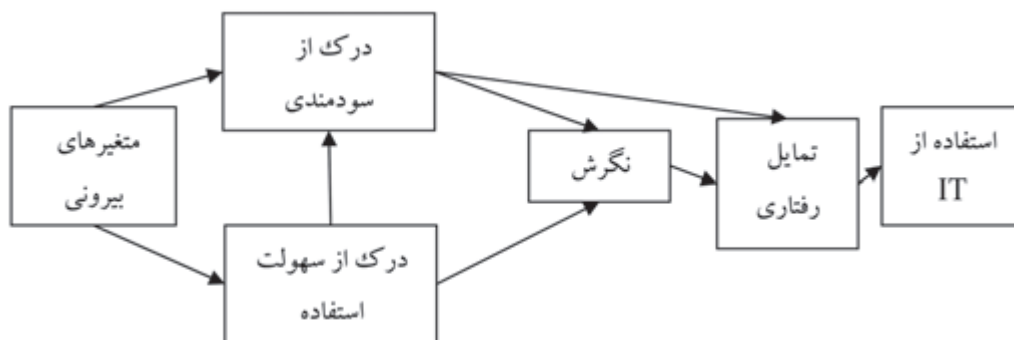 متغیرهای
بیرونی
درک از
سودمندی
درک از سهولت
استفاده
نگرش
تمایل
رفتاری
استفاده از
IT